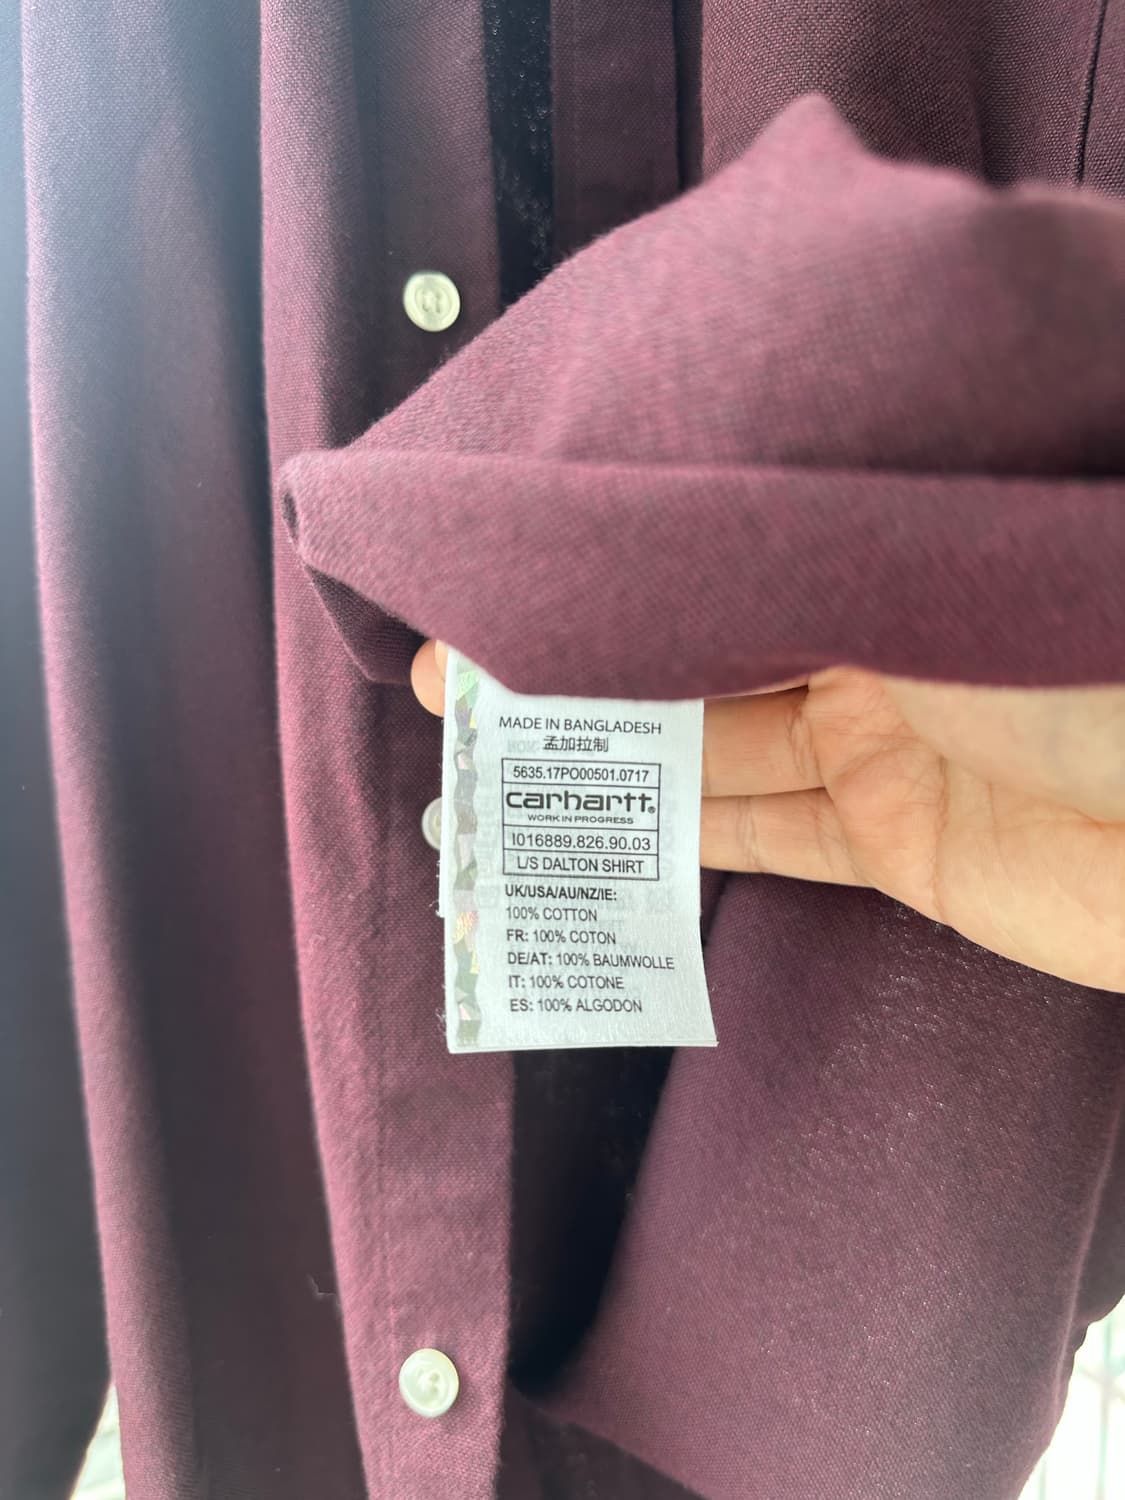 MADE IN BANGLADESH
孟加拉制
5635.17PO00501.0717
carhartt®
WORK IN PROGRESS
I016889.826.90.03
L/S DALTON SHIRT
UK/USA/AU/NZ/IE:
100% COTTON
FR: 100% COTON
DE/AT: 100% BAUMWOLLE
IT: 100% COTONE
ES: 100% ALGODON